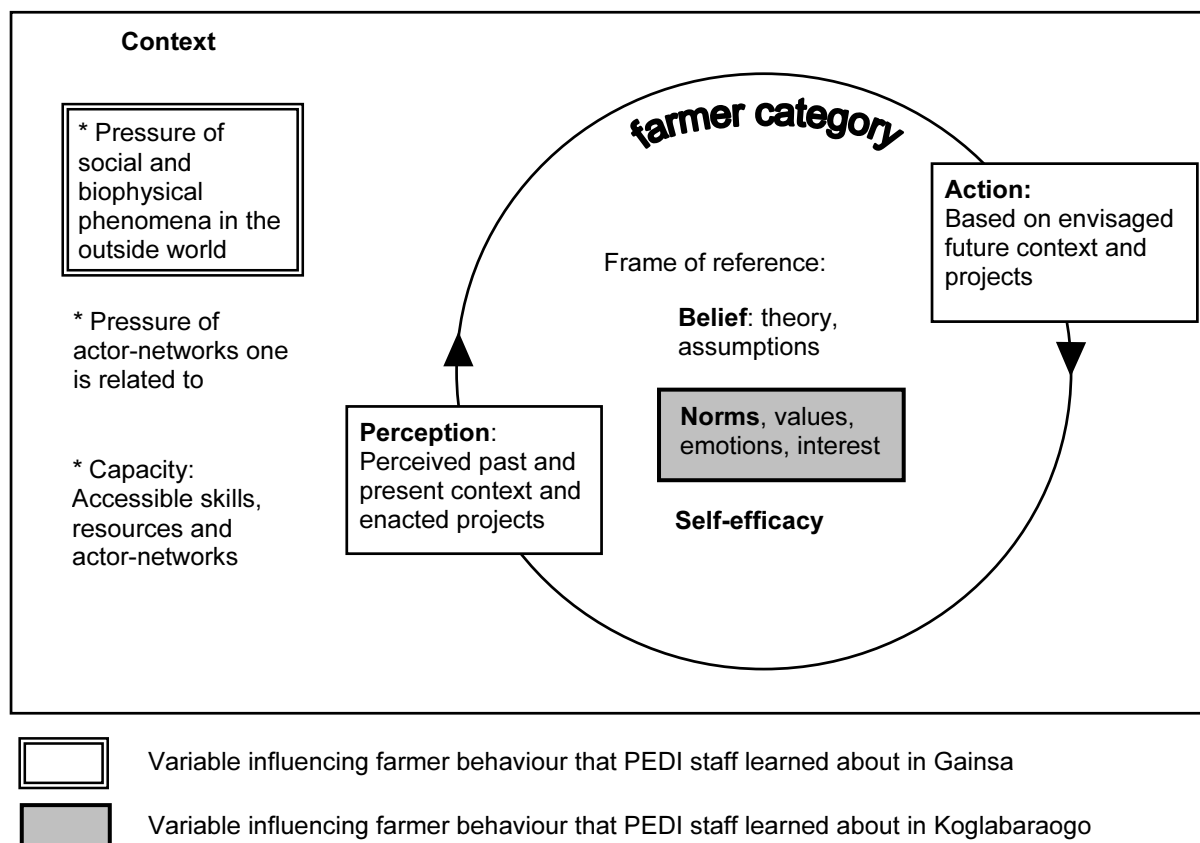 Context
* Pressure of
social and
biophysical
phenomena in the
outside world
* Pressure of
actor-networks one
is related to
* Capacity:
Accessible skills,
resources and
actor-networks
farmer category
Action:
Based on envisaged
future context and
projects
Frame of reference:
Belief: theory,
assumptions
Norms, values,
emotions, interest
Self-efficacy
Perception:
Perceived past and
present context and
enacted projects
Variable influencing farmer behaviour that PEDI staff learned about in Gainsa
Variable influencing farmer behaviour that PEDI staff learned about in Koglabaraogo